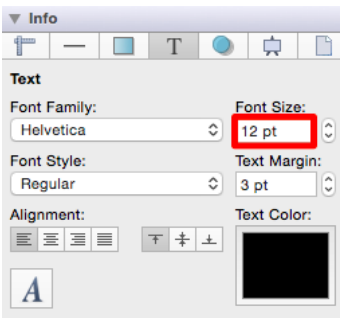 Info
T
Text
Font Family: Font Size:
Helvetica 12 pt
Font Style: Text Margin:
Regular 3 pt
Alignment: Text Color:
A